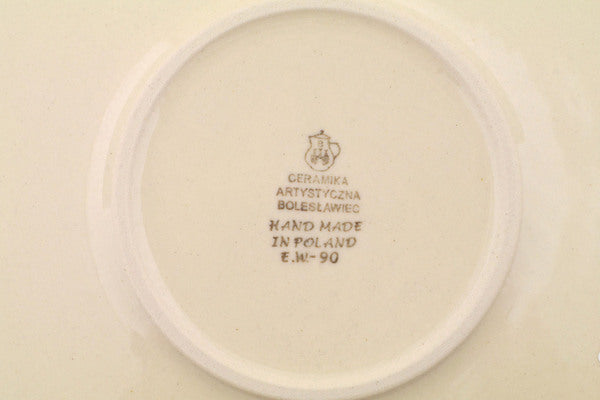 CERAMIKA
ARTYSTYCZNA
BOLESŁAWIEC
HAND MADE
IN POLAND
E.W-90